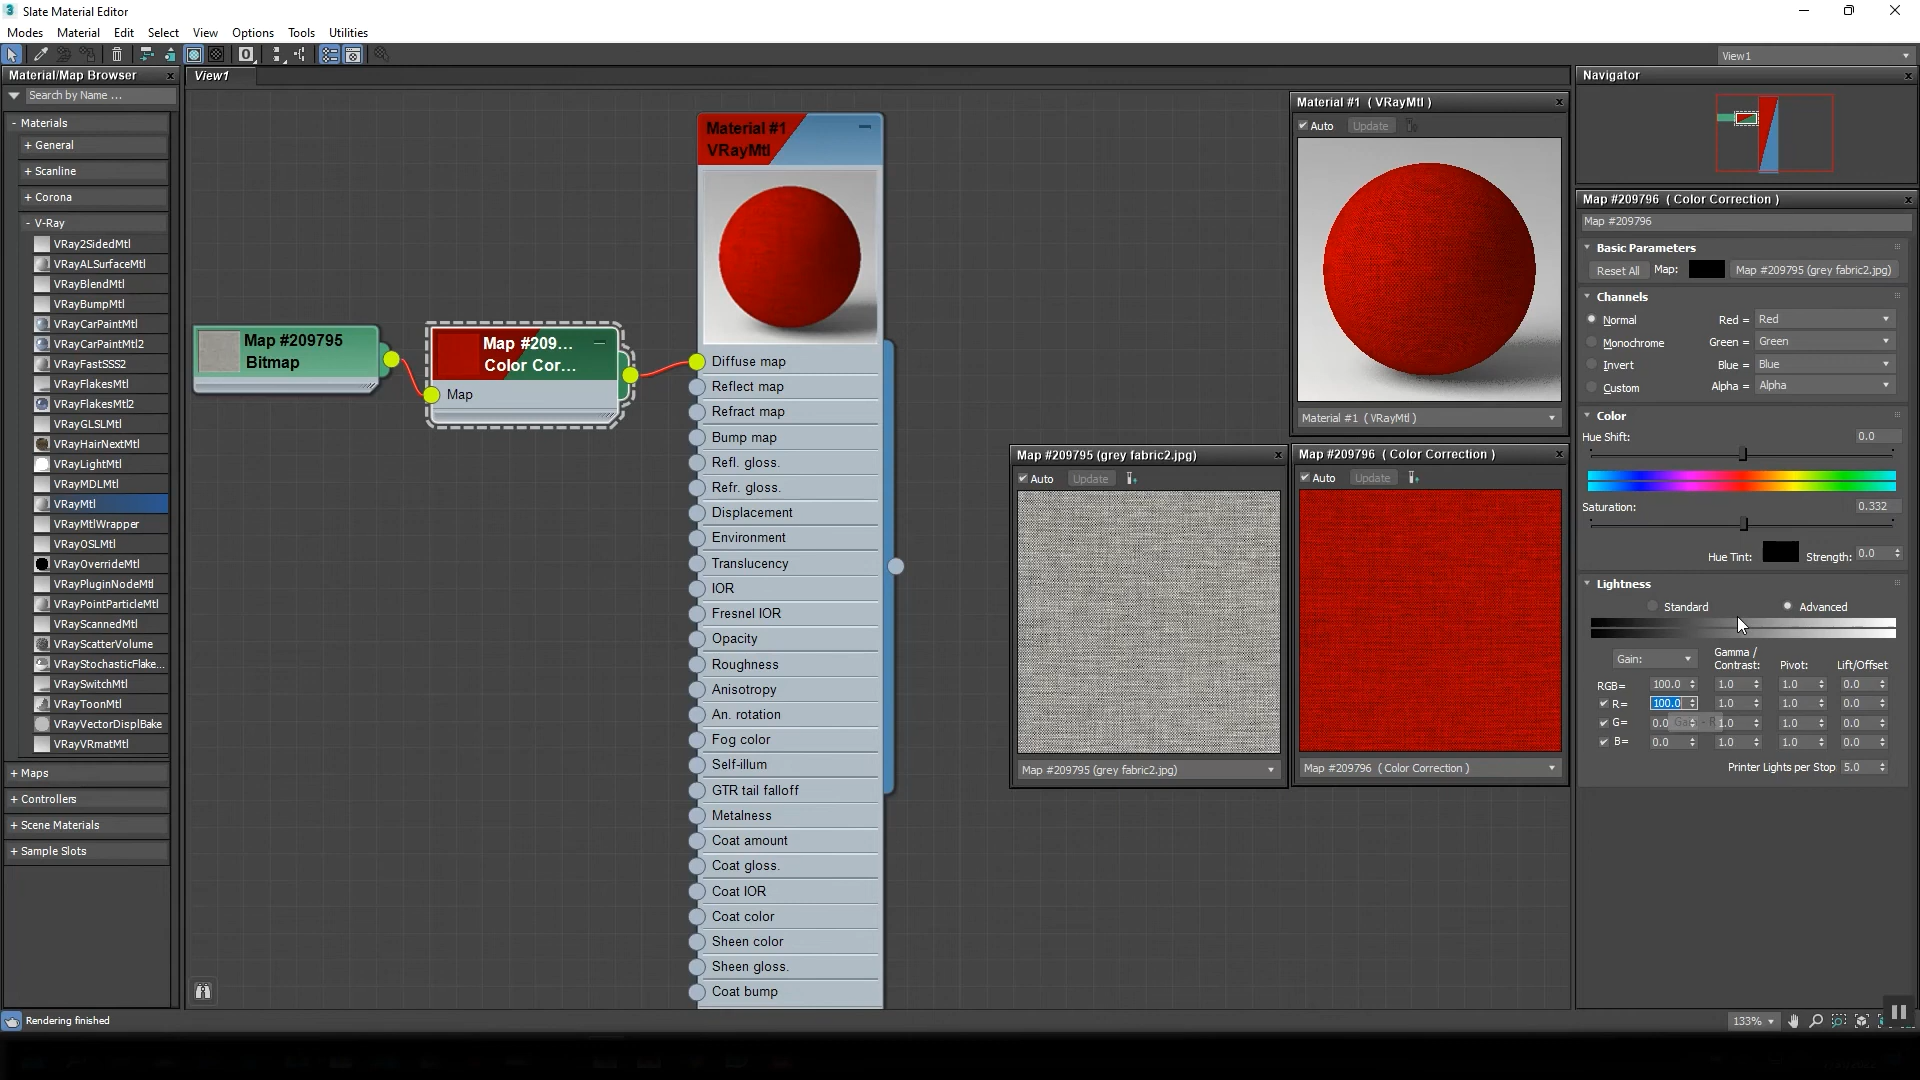 3 Slate Material Editor
Modes Material Edit Select View Options Tools Utilities
View1
Material/Map Browser
Search by Name ...
- Materials
+ General
+ Scanline
+ Corona
- V-Ray
VRay2SidedMtl
VRayALSurfaceMtl
VRayBlendMtl
VRayBumpMtl
VRayCarPaintMtl
VRayCarPaintMtl2
VRayFastSSS2
VRayFlakesMtl
VRayFlakesMtl2
VRayGLSLMtl
VRayHairNextMtl
VRayLightMtl
VRayMDLMtl
VRayMtl
VRayMtlWrapper
VRayOSLMtl
VRayOverrideMtl
VRayPluginNodeMtl
VRayPointParticleMtl
VRayScannedMtl
VRayScatterVolume
VRayStochasticFlake...
VRaySwitchMtl
VRayToonMtl
VRayVectorDisplBake
VRayVRmatMtl
+ Maps
+ Controllers
+ Scene Materials
+ Sample Slots
Rendering finished
View1
Map #209795
Bitmap
Map #209...
Color Cor...
Map
Material #1
VRayMtl
Diffuse map
Reflect map
Refract map
Bump map
Refl. gloss.
Refr. gloss.
Displacement
Environment
Translucency
IOR
Fresnel IOR
Opacity
Roughness
Anisotropy
An. rotation
Fog color
Self-illum
GTR tail falloff
Metalness
Coat amount
Coat gloss.
Coat IOR
Coat color
Sheen color
Sheen gloss.
Coat bump
Material #1 ( VRayMtl )
Auto Update
Material #1 ( VRayMtl )
Map #209795 (grey fabric2.jpg)
Auto Update
Map #209795 (grey fabric2.jpg)
Map #209796 ( Color Correction )
Auto Update
Map #209796 ( Color Correction )
Navigator
Map #209796 ( Color Correction )
Map #209796
Basic Parameters
Reset All Map: Map #209795 (grey fabric2.jpg)
Channels
Normal Red = Red
Monochrome Green = Green
Invert Blue = Blue
Custom Alpha = Alpha
Color
Hue Shift: 0.0
Saturation: 0.332
Hue Tint: Strength: 0.0
Lightness
Standard Advanced
Gain: Gamma / Contrast: Pivot: Lift/Offset
RGB= 100.0 1.0 1.0 0.0
R= 100.0 1.0 1.0 0.0
G= 0.0 1.0 1.0 0.0
B= 0.0 1.0 1.0 0.0
Printer Lights per Stop 5.0
133%